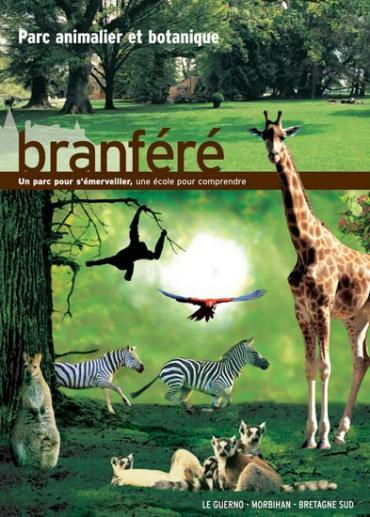 Parc animalier et botanique
branféré
Un parc pour s'émerveiller, une école pour comprendre
LE GUERNO - MORBIHAN - BRETAGNE SUD